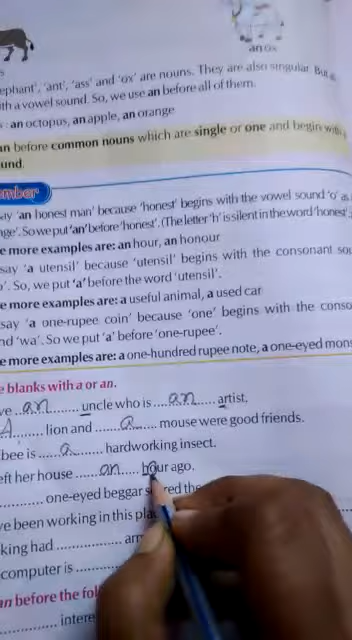 an ox
ephant', 'ant', 'ass' and 'ox' are nouns. They are also singular. But
ith a vowel sound. So, we use an before all of them.
: an octopus, an apple, an orange
an before common nouns which are single or one and begin with
und.
mber
say 'an honest man' because 'honest' begins with the vowel sound 'o' as
nge'. So we put 'an' before 'honest'. (The letter 'h' is silent in the word 'honest'.
e more examples are: an hour, an honour
say 'a utensil' because 'utensil' begins with the consonant sou
'. So, we put 'a' before the word 'utensil'.
e more examples are: a useful animal, a used car
say 'a one-rupee coin' because 'one' begins with the conso
nd 'wa'. So we put 'a' before 'one-rupee'.
e more examples are: a one-hundred rupee note, a one-eyed mons
e blanks with a or an.
ve ..an........ uncle who is ....an..... artist.
A..... lion and ......a..... mouse were good friends.
bee is ...a....... hardworking insect.
eft her house .....an..... hour ago.
......... one-eyed beggar s red the
ve been working in this pla
king had .............. ar
computer is ......
an before the fol
......... intere